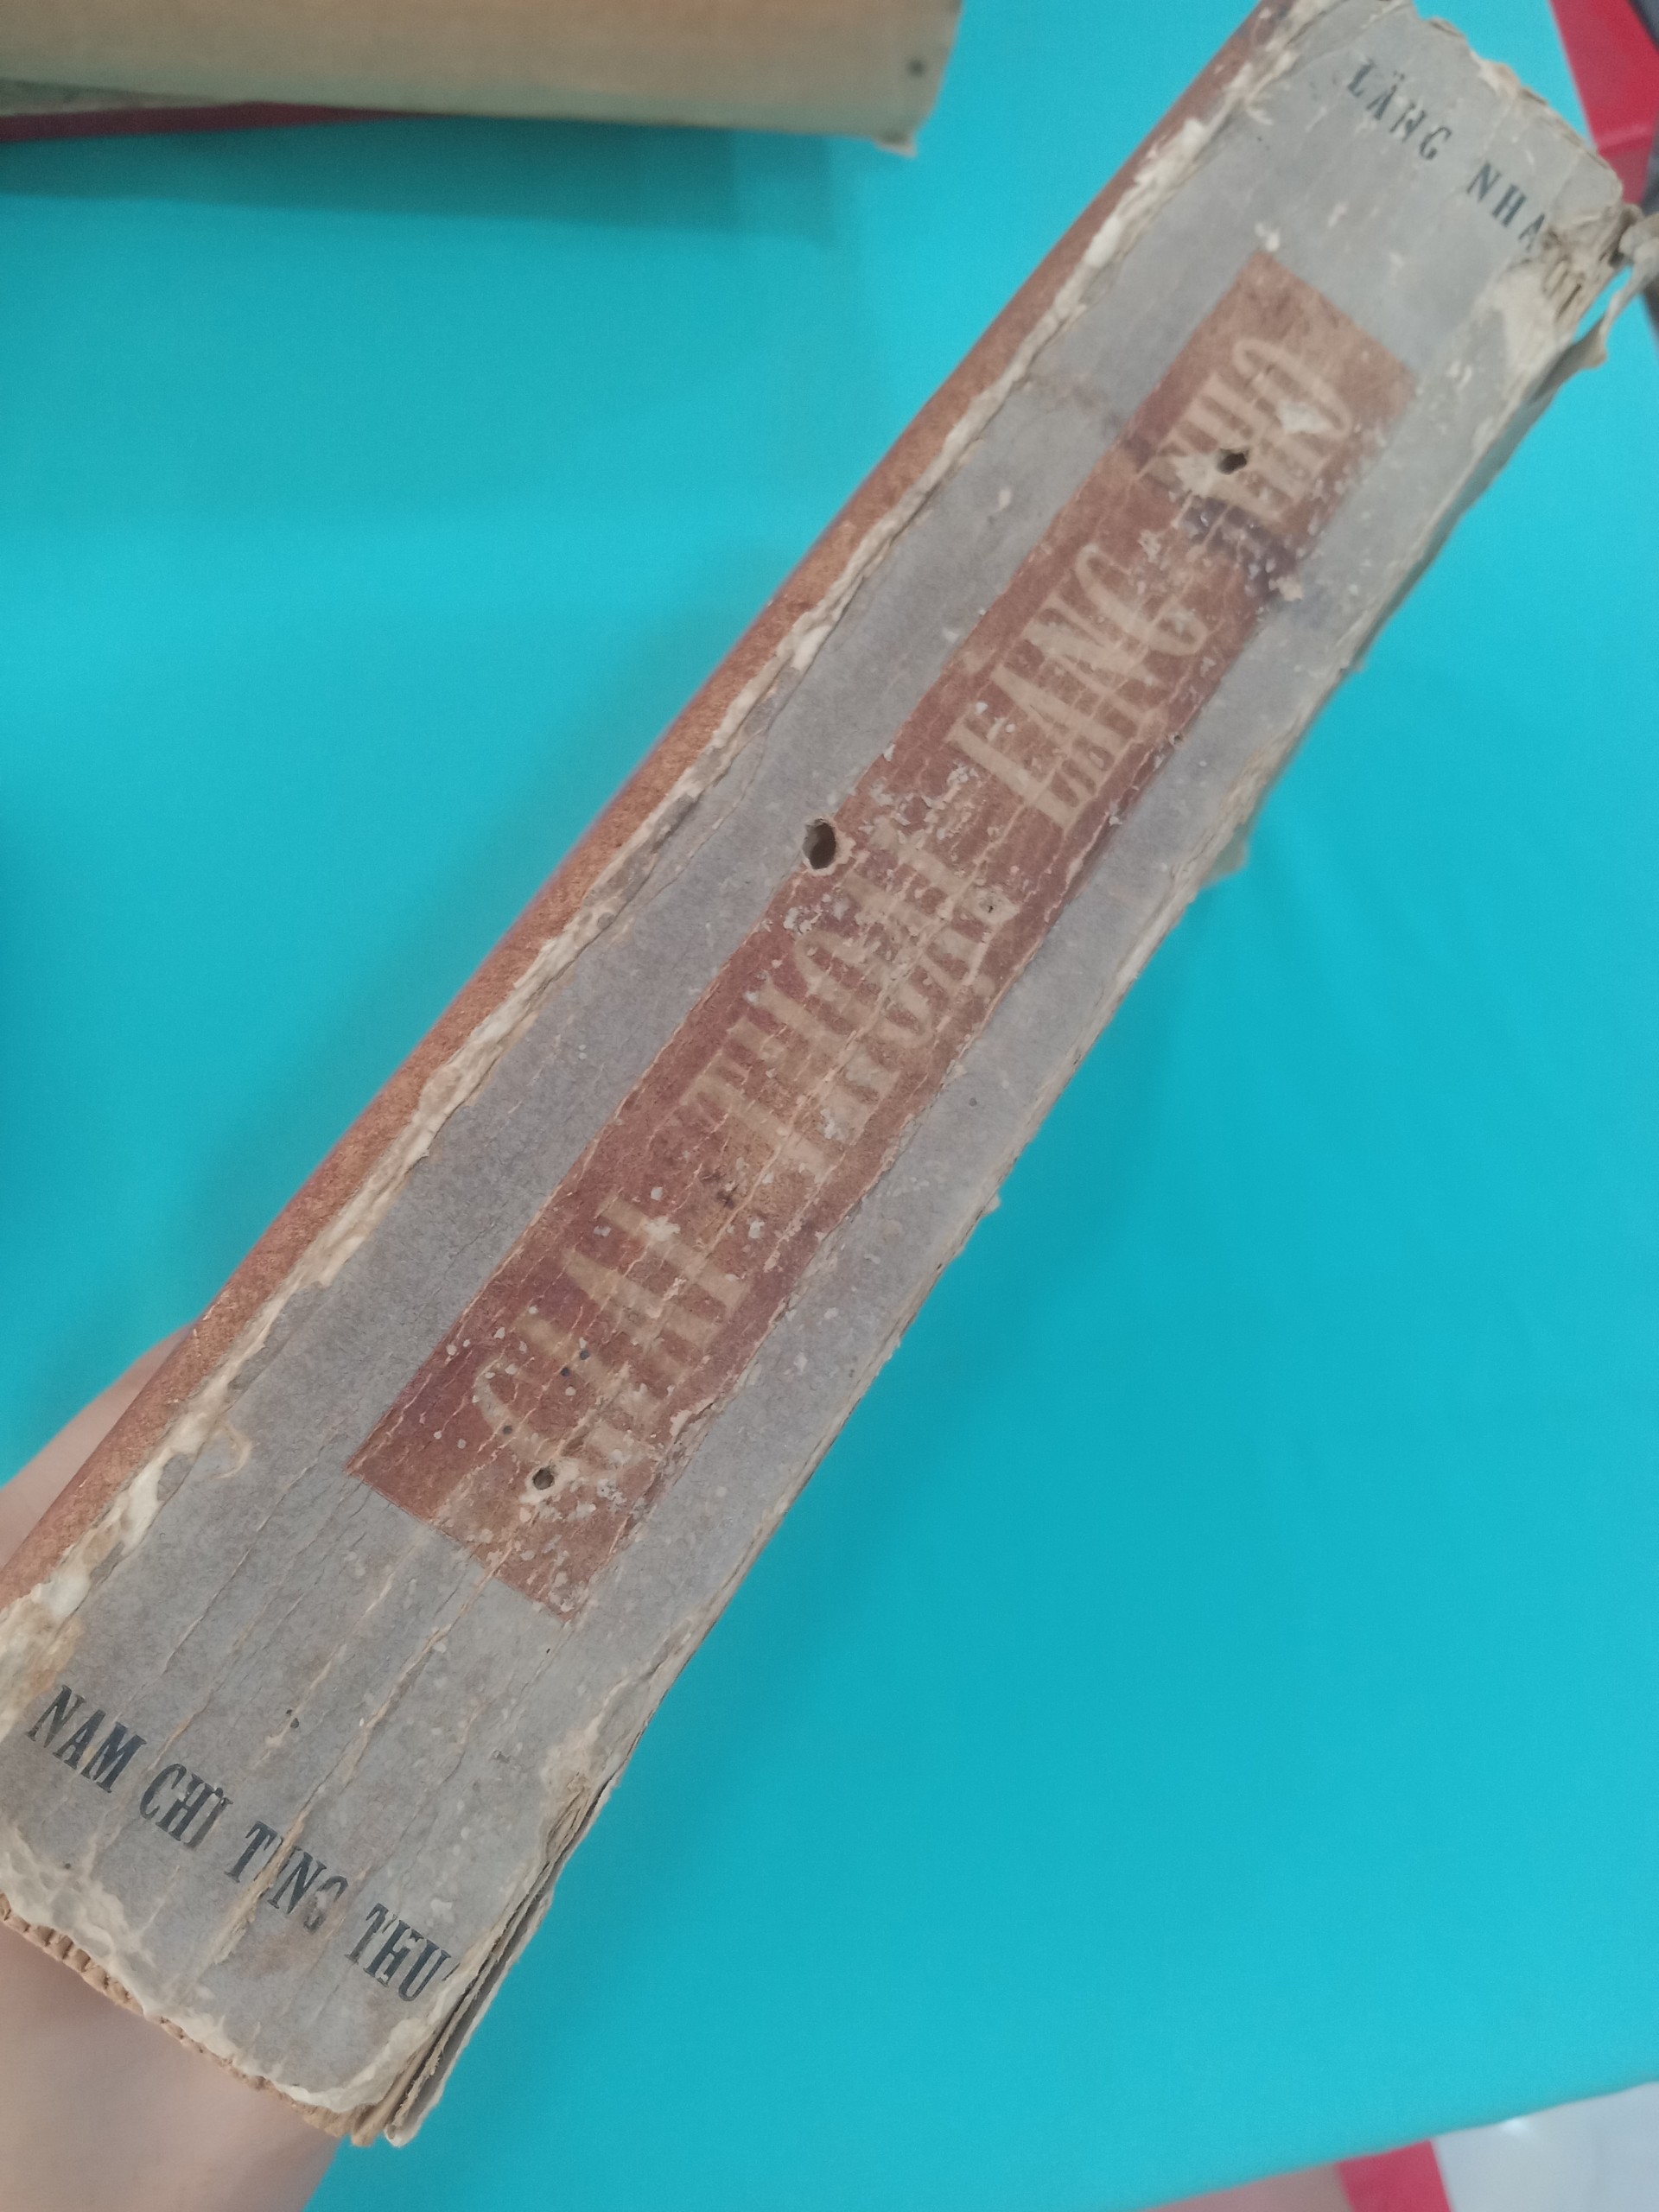 LÃNG NHÂN
GIAI THOẠI LÀNG NHO
NAM CHI TÙNG THƯ